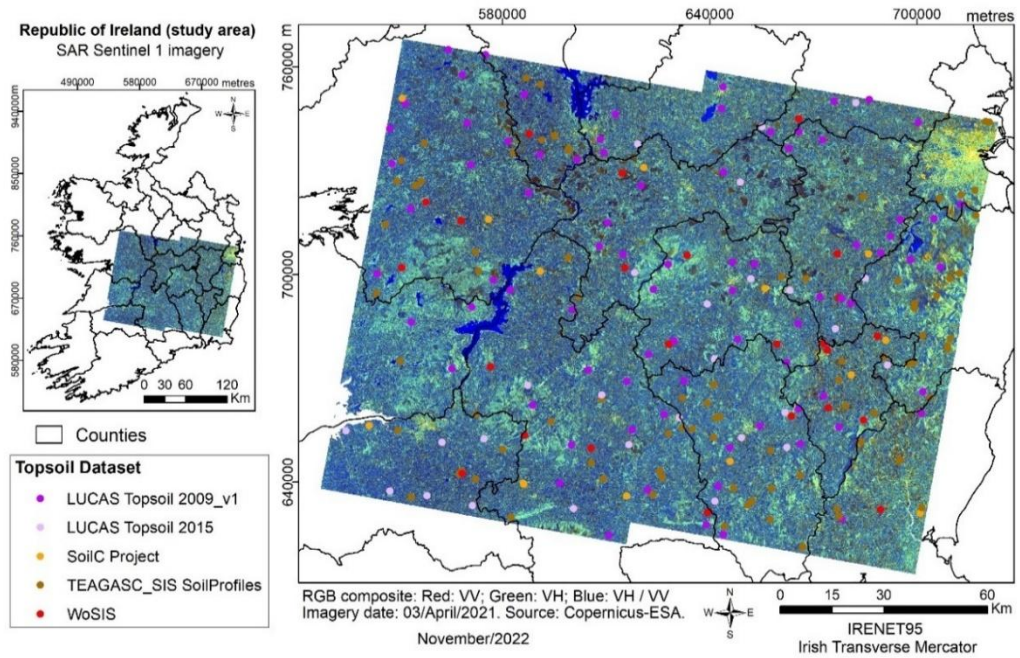 Republic of Ireland (study area)
SAR Sentinel 1 imagery
490000 580000 670000 metres
940000m
850000
760000
670000
580000
N
W E
S
0 30 60 120
Km
Counties
Topsoil Dataset
LUCAS Topsoil 2009_v1
LUCAS Topsoil 2015
SoilC Project
TEAGASC_SIS SoilProfiles
WoSIS
580000 640000 700000 metres
760000 m
700000
640000
RGB composite: Red: VV; Green: VH; Blue: VH / VV
Imagery date: 03/April/2021. Source: Copernicus-ESA.
November/2022
N
W E
S
0 15 30 60
Km
IRENET95
Irish Transverse Mercator